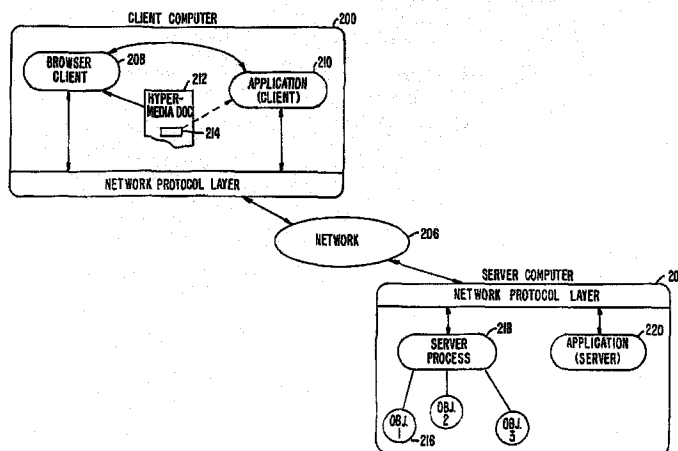 CLIENT COMPUTER
200
BROWSER
CLIENT
208
212
HYPER-
MEDIA DOC
214
APPLICATION
(CLIENT)
210
NETWORK PROTOCOL LAYER
NETWORK
206
SERVER COMPUTER
20
NETWORK PROTOCOL LAYER
SERVER
PROCESS
218
APPLICATION
(SERVER)
220
OBJ.
1
216
OBJ.
2
OBJ.
3